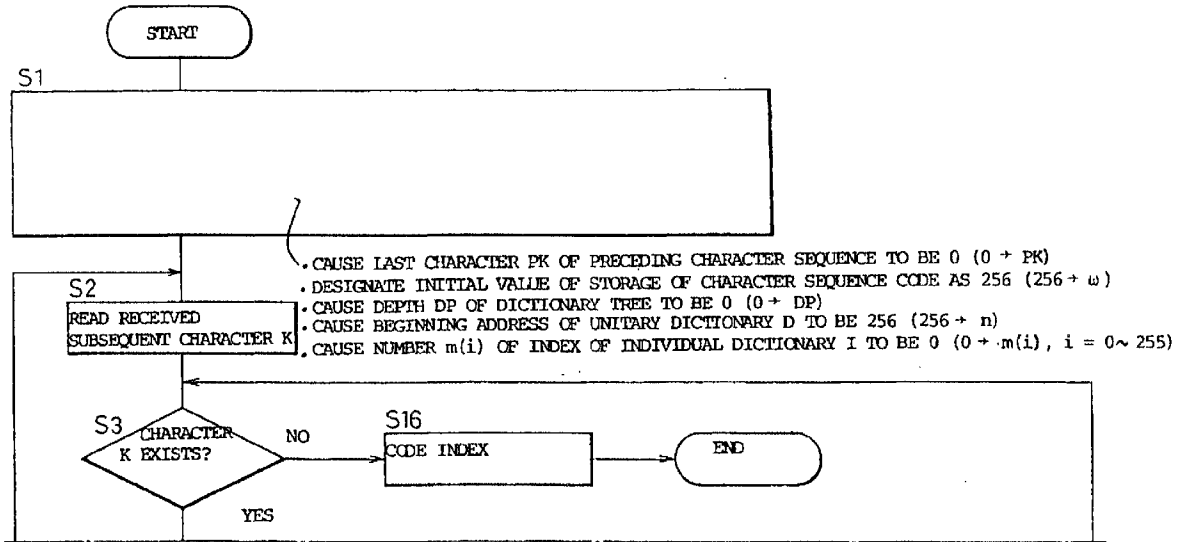 START
S1
• CAUSE LAST CHARACTER PK OF PRECEDING CHARACTER SEQUENCE TO BE 0 (0 → PK)
• DESIGNATE INITIAL VALUE OF STORAGE OF CHARACTER SEQUENCE CODE AS 256 (256 → ω)
• CAUSE DEPTH DP OF DICTIONARY TREE TO BE 0 (0 → DP)
• CAUSE BEGINNING ADDRESS OF UNITARY DICTIONARY D TO BE 256 (256 → n)
• CAUSE NUMBER m(i) OF INDEX OF INDIVIDUAL DICTIONARY I TO BE 0 (0 → m(i), i = 0~ 255)
S2
READ RECEIVED
SUBSEQUENT CHARACTER K
S3
CHARACTER
K EXISTS?
NO
S16
CODE INDEX
END
YES